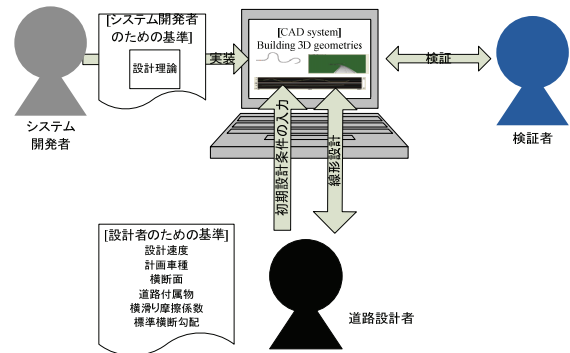 [システム開発者
のための基準]
設計理論
実装
[CAD system]
Building 3D geometries
検証
システム
開発者
検証者
初期設計条件の入力
線形設計
[設計者のための基準]
設計速度
計画車種
横断面
道路付属物
横滑り摩擦係数
標準横断勾配
道路設計者